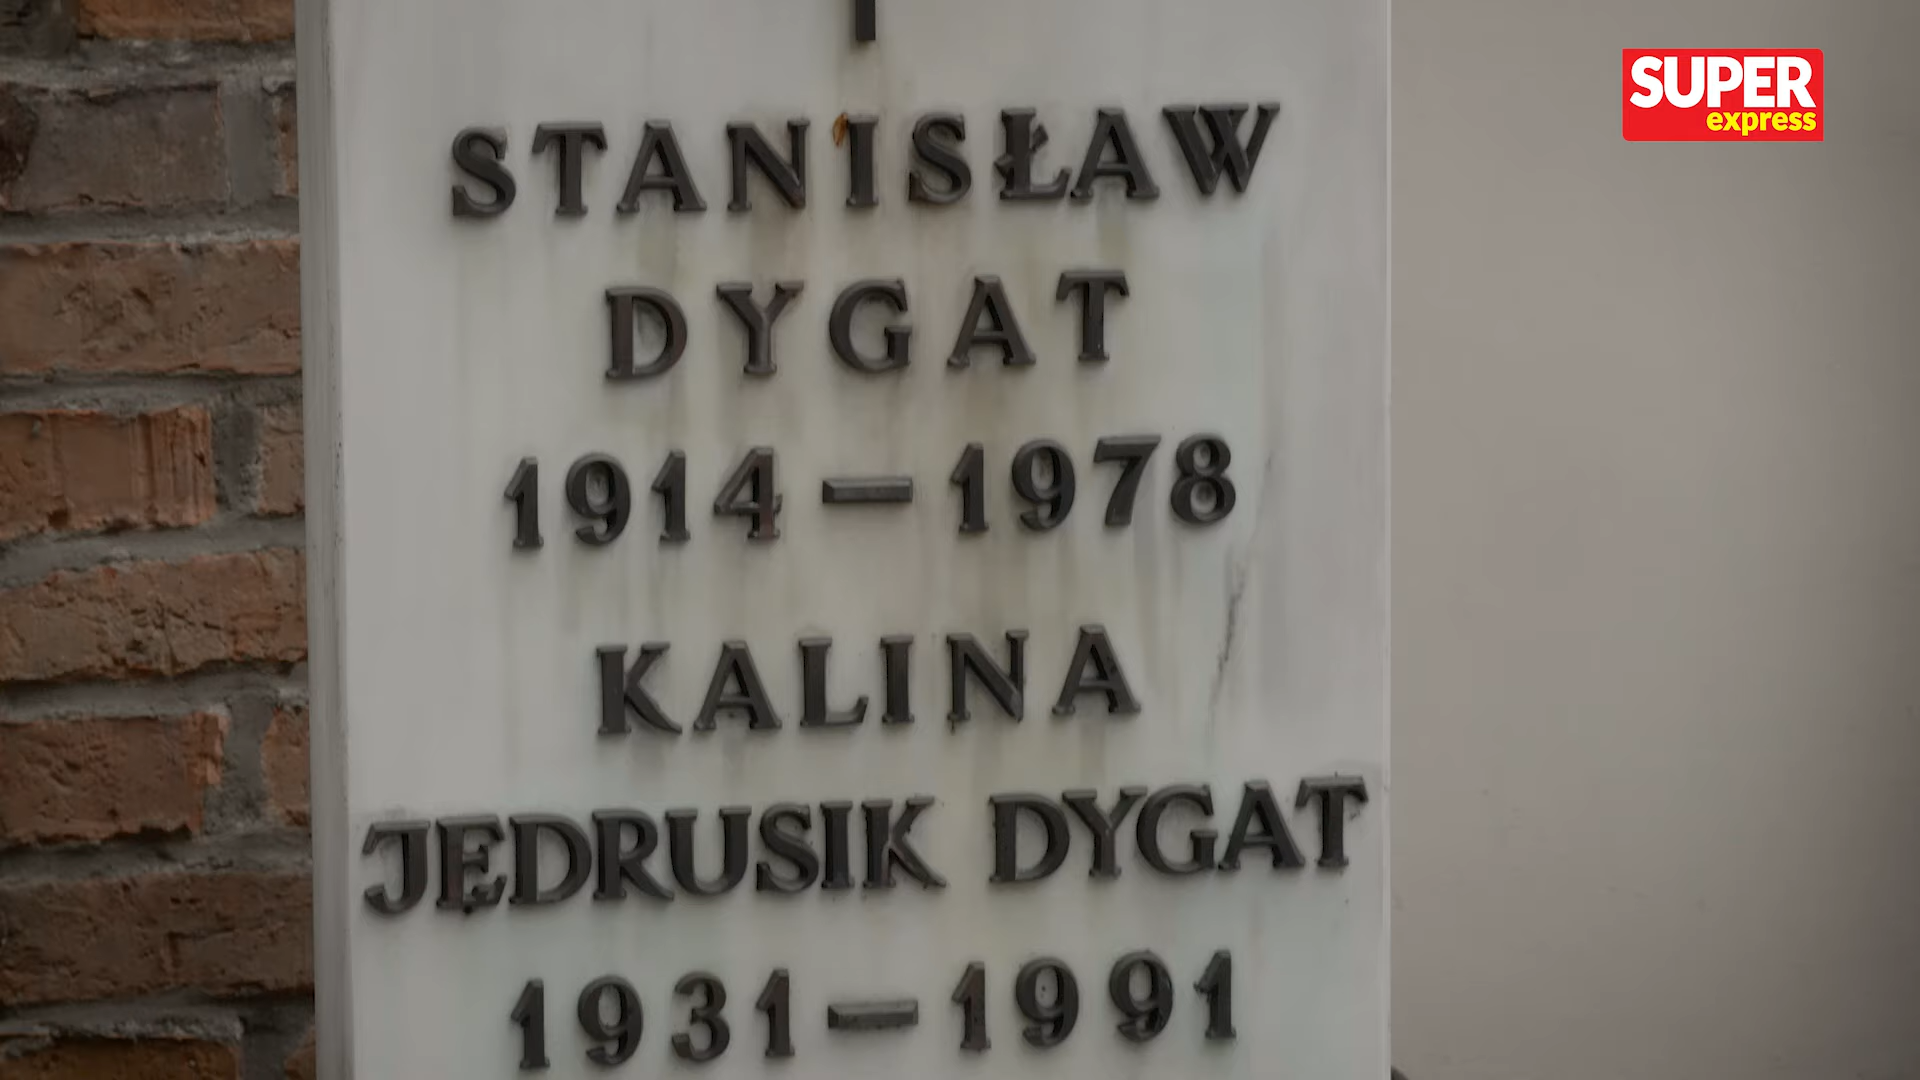 SUPER
express
STANISŁAW
DYGAT
1914–1978
KALINA
JĘDRUSIK DYGAT
1931–1991